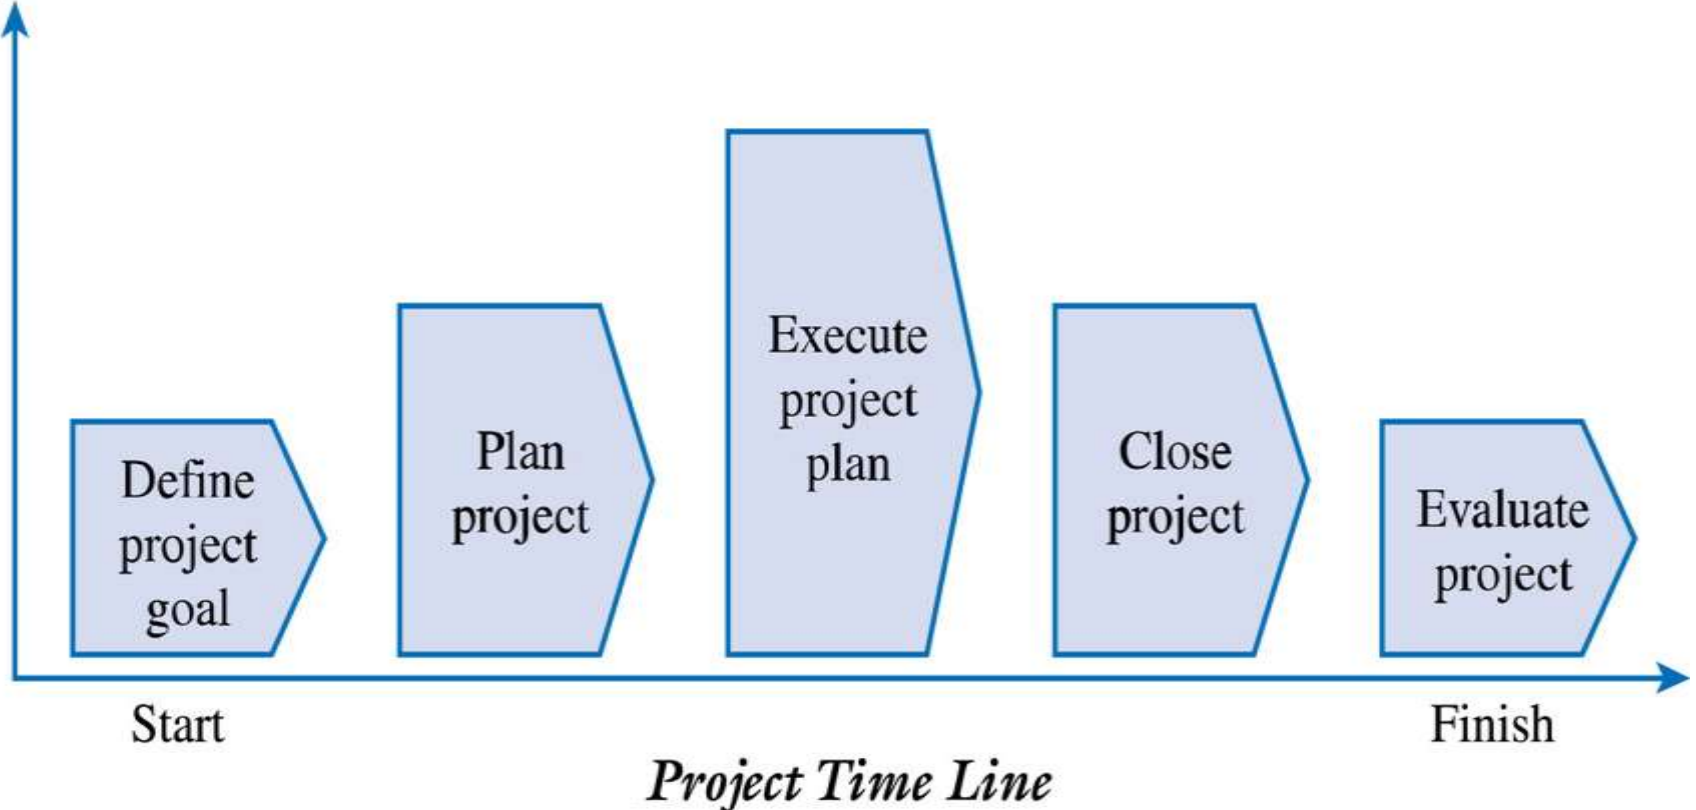 Define
project
goal
Plan
project
Execute
project
plan
Close
project
Evaluate
project
Start
Finish
Project Time Line